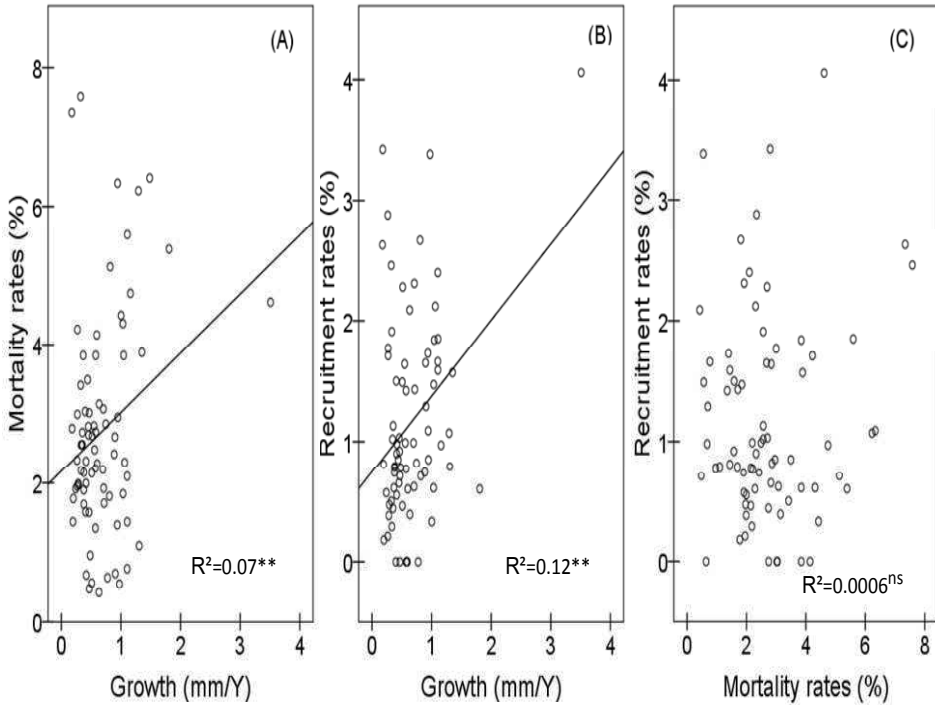 (A)
Mortality rates (%)
8
6
4
2
0
R²=0.07**
0 1 2 3 4
Growth (mm/Y)
(B)
Recruitment rates (%)
4
3
2
1
0
R²=0.12**
0 1 2 3 4
Growth (mm/Y)
(C)
Recruitment rates (%)
4
3
2
1
0
R²=0.0006ns
0 2 4 6 8
Mortality rates (%)